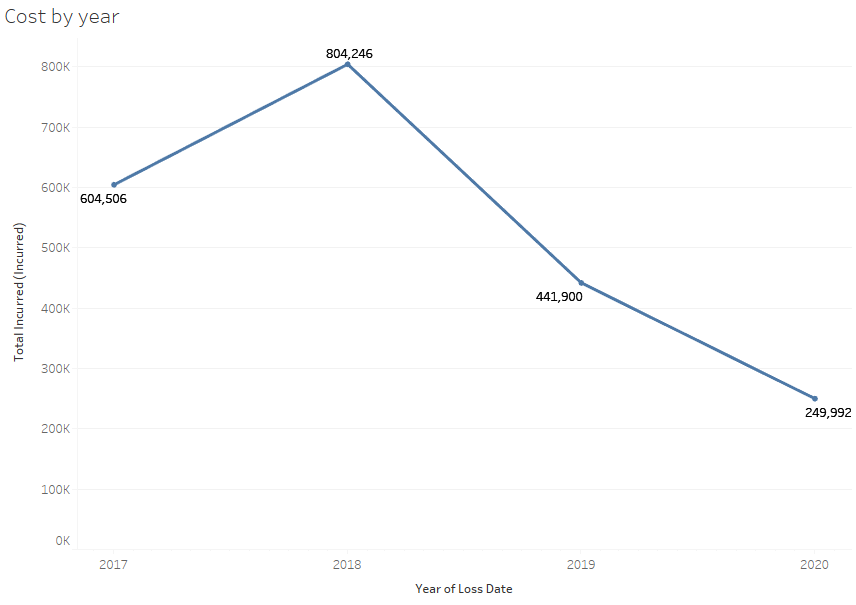 Cost by year
Total Incurred (Incurred)
800K
700K
600K
500K
400K
300K
200K
100K
0K
804,246
604,506
441,900
249,992
2017
2018
2019
2020
Year of Loss Date